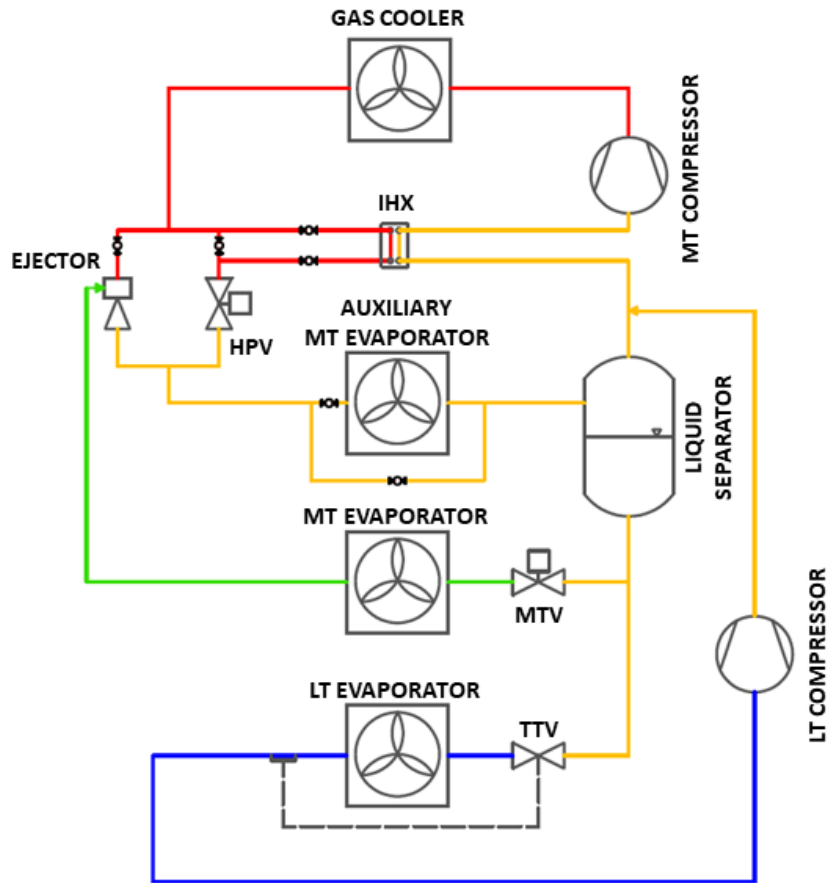 GAS COOLER
MT COMPRESSOR
IHX
EJECTOR
HPV
AUXILIARY
MT EVAPORATOR
LIQUID
SEPARATOR
MT EVAPORATOR
MTV
LT COMPRESSOR
LT EVAPORATOR
TTV